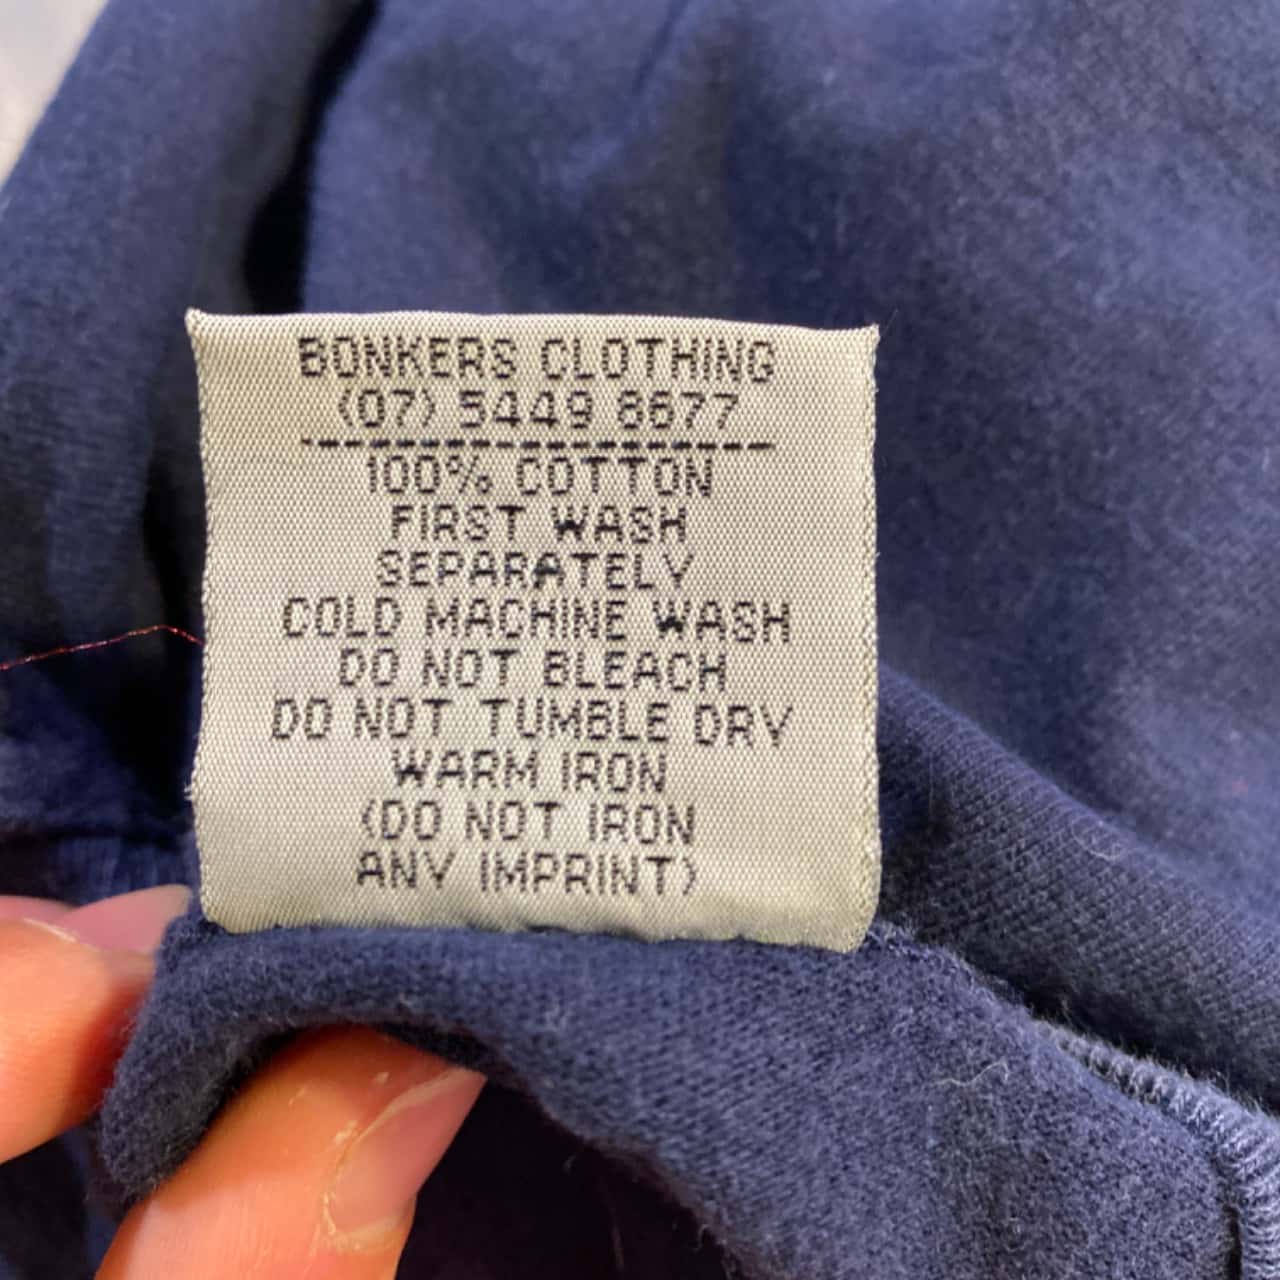 BONKERS CLOTHING
(07) 5449 8677
--------------------
100% COTTON
FIRST WASH
SEPARATELY
COLD MACHINE WASH
DO NOT BLEACH
DO NOT TUMBLE DRY
WARM IRON
(DO NOT IRON
ANY IMPRINT)